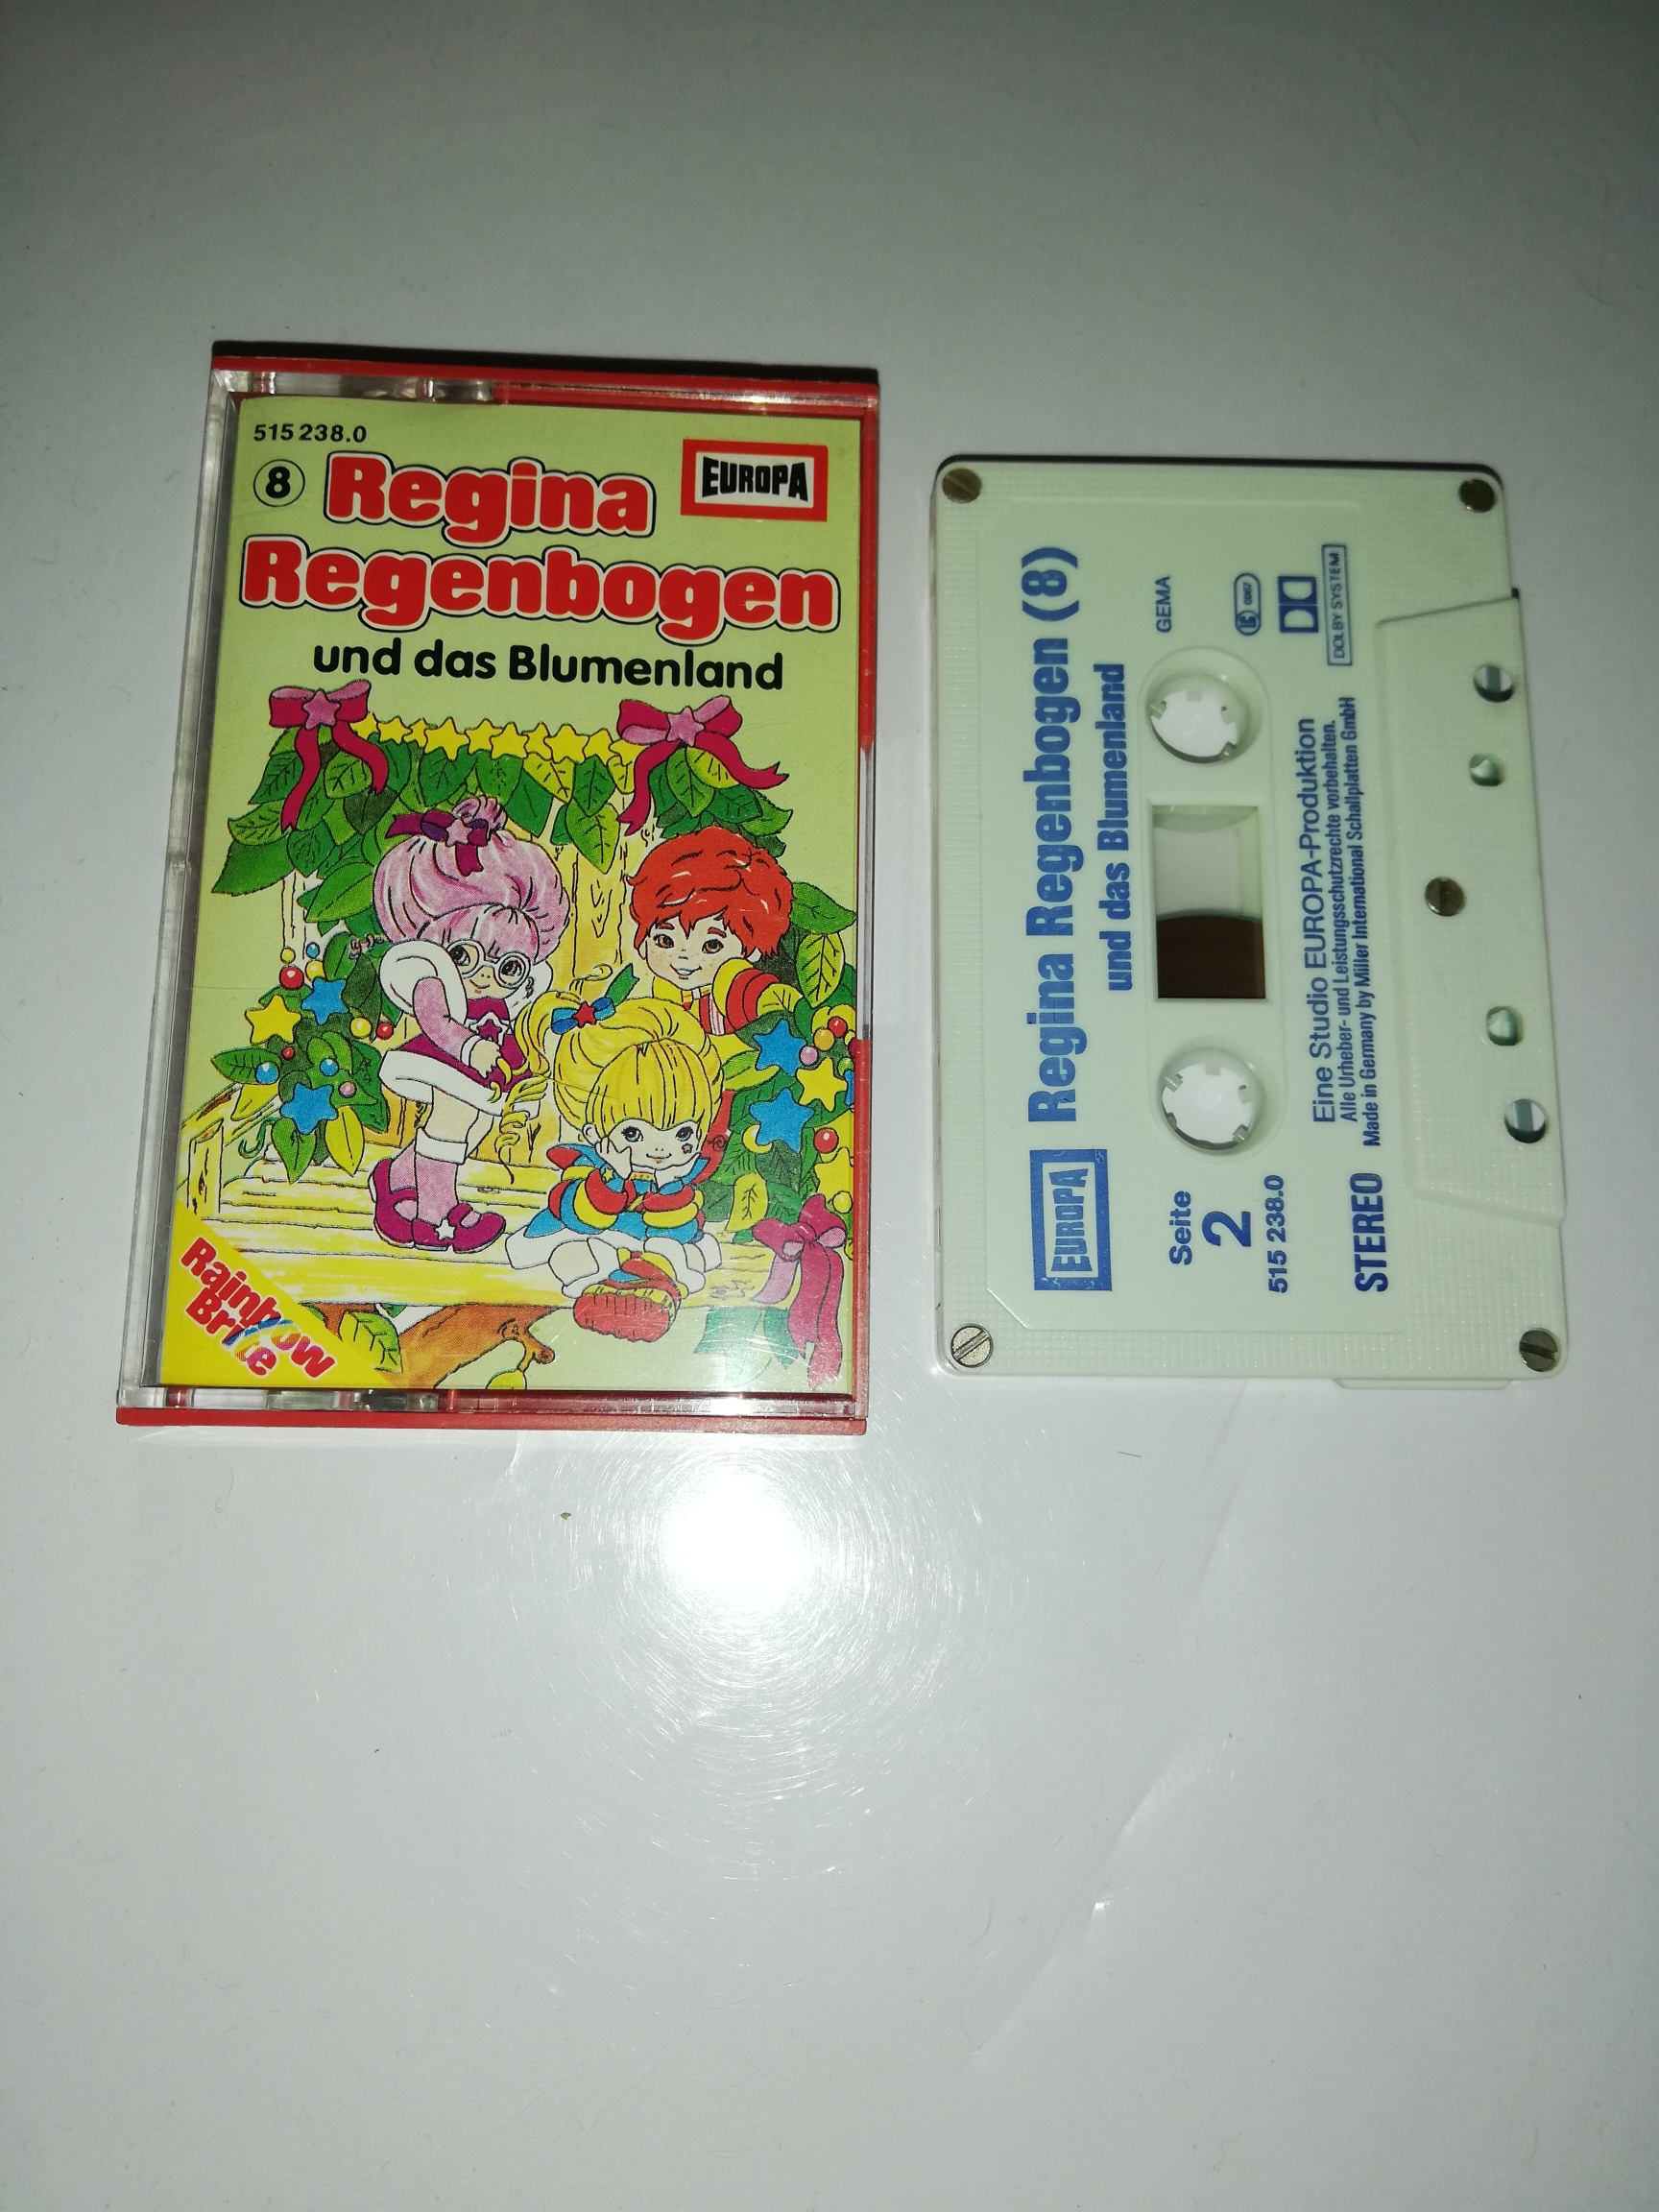 515 238.0
8 Regina
EUROPA
Regenbogen
und das Blumenland
Rainbow
Brite
EUROPA
Regina Regenbogen (8)
und das Blumenland
Seite
2
515 238.0
GEMA
DOLBY SYSTEM
Eine Studio EUROPA-Produktion
Alle Urheber- und Leistungsschutzrechte vorbehalten.
Made in Germany by Miller International Schallplatten GmbH
STEREO